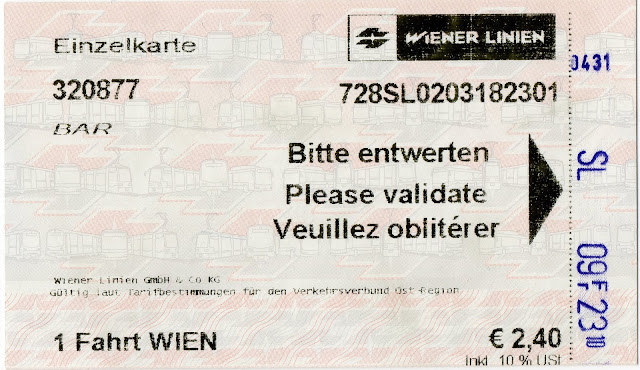 Einzelkarte
WIENER LINIEN
320877
728SL0203182301
BAR
Bitte entwerten
Please validate
Veuillez oblitérer
Wiener Linien GmbH & Co KG
Gültig laut Tarifbestimmungen für den Verkehrsverbund Ost-Region
1 Fahrt WIEN
€ 2,40
inkl. 10 % USt
0431
SL
09F23